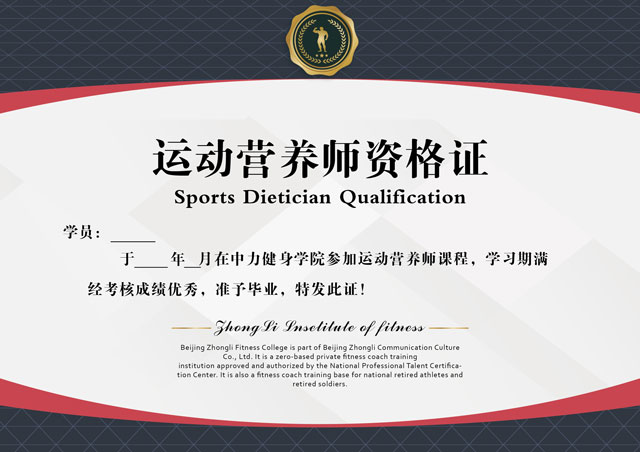 运动营养师资格证
Sports Dietician Qualification
学员：______
于____ 年__月在中力健身学院参加运动营养师课程，学习期满
经考核成绩优秀，准予毕业，特发此证！
ZhongLi Lnsetitute of fitness
Beijing Zhongli Fitness College is part of Beijing Zhongli Communication Culture
Co., Ltd. It is a zero-based private fitness coach training
institution approved and authorized by the National Professional Talent Certifica-
tion Center. It is also a fitness coach training base for national retired athletes and
retired soldiers.